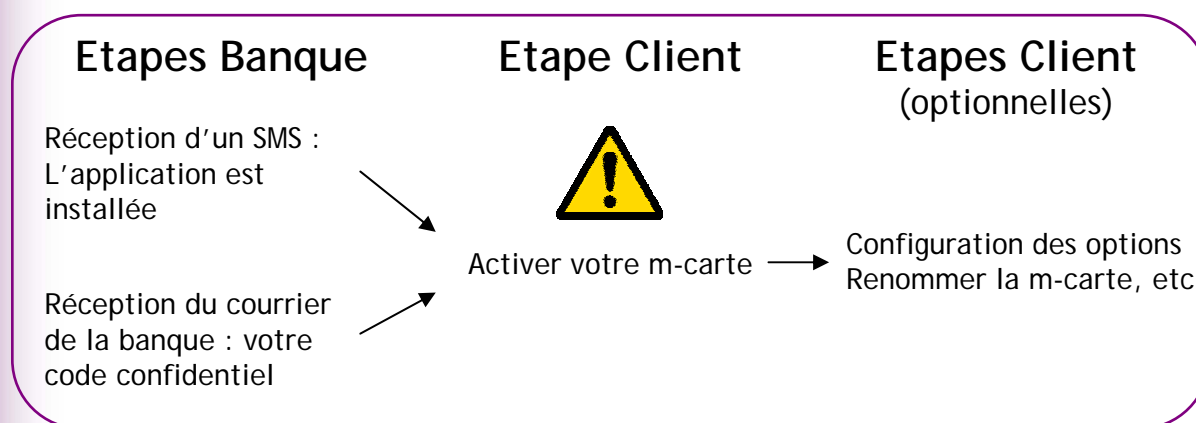 Etapes Banque
Réception d'un SMS :
L'application est
installée
Réception du courrier
de la banque : votre
code confidentiel
Etape Client
Activer votre m-carte
Etapes Client
(optionnelles)
Configuration des options
Renommer la m-carte, etc